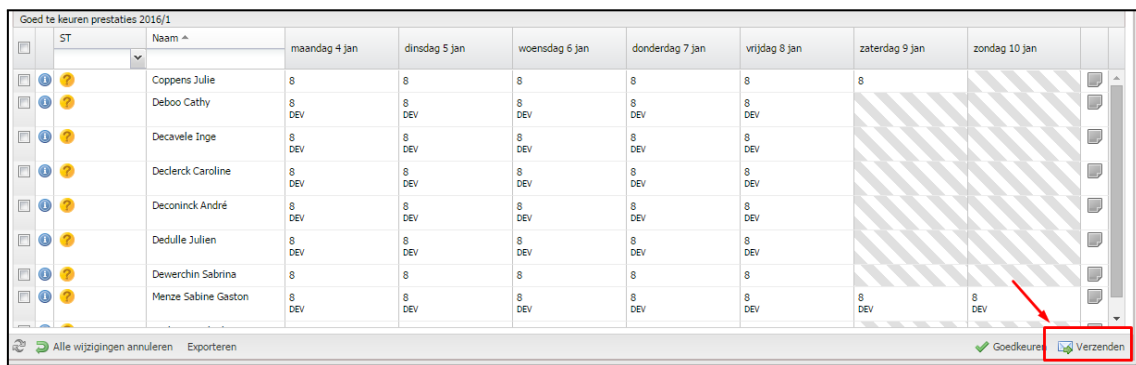 Goed te keuren prestaties 2016/1
ST Naam maandag 4 jan dinsdag 5 jan woensdag 6 jan donderdag 7 jan vrijdag 8 jan zaterdag 9 jan zondag 10 jan
Coppens Julie 8 8 8 8 8 8
Deboo Cathy 8 8 8 8 8
DEV DEV DEV DEV DEV
Decavele Inge 8 8 8 8 8
DEV DEV DEV DEV DEV
Declerck Caroline 8 8 8 8 8
DEV DEV DEV DEV DEV
Deconinck André 8 8 8 8 8
DEV DEV DEV DEV DEV
Dedulle Julien 8 8 8 8 8
DEV DEV DEV DEV DEV
Dewerchin Sabrina 8 8 8 8 8
Menze Sabine Gaston 8 8 8 8 8 8 8
DEV DEV DEV DEV DEV DEV DEV
Alle wijzigingen annuleren Exporteren Goedkeuren Verzenden